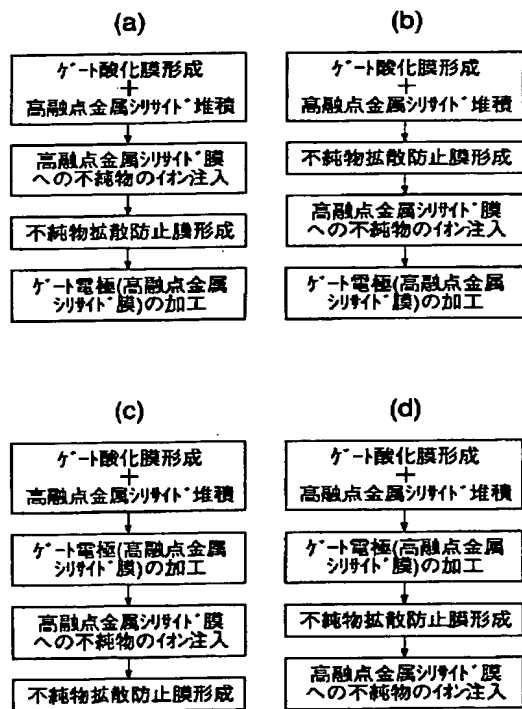 (a)
ゲート酸化膜形成
+
高融点金属シリサイド堆積
高融点金属シリサイド膜
への不純物のイオン注入
不純物拡散防止膜形成
ゲート電極(高融点金属
シリサイド膜)の加工
(b)
ゲート酸化膜形成
+
高融点金属シリサイド堆積
不純物拡散防止膜形成
高融点金属シリサイド膜
への不純物のイオン注入
ゲート電極(高融点金属
シリサイド膜)の加工
(c)
ゲート酸化膜形成
+
高融点金属シリサイド堆積
ゲート電極(高融点金属
シリサイド膜)の加工
高融点金属シリサイド膜
への不純物のイオン注入
不純物拡散防止膜形成
(d)
ゲート酸化膜形成
+
高融点金属シリサイド堆積
ゲート電極(高融点金属
シリサイド膜)の加工
不純物拡散防止膜形成
高融点金属シリサイド膜
への不純物のイオン注入